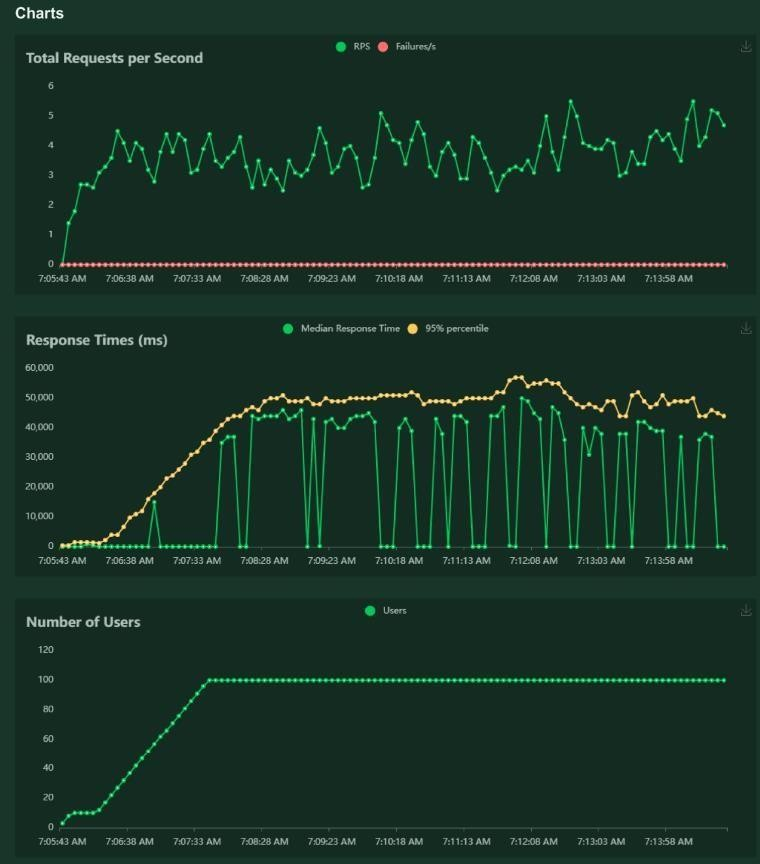 Charts
RPS Failures/s
Total Requests per Second
6
5
4
3
2
1
0
7:05:43 AM 7:06:38 AM 7:07:33 AM 7:08:28 AM 7:09:23 AM 7:10:18 AM 7:11:13 AM 7:12:08 AM 7:13:03 AM 7:13:58 AM
Median Response Time 95% percentile
Response Times (ms)
60,000
50,000
40,000
30,000
20,000
10,000
0
7:05:43 AM 7:06:38 AM 7:07:33 AM 7:08:28 AM 7:09:23 AM 7:10:18 AM 7:11:13 AM 7:12:08 AM 7:13:03 AM 7:13:58 AM
Users
Number of Users
120
100
80
60
40
20
0
7:05:43 AM 7:06:38 AM 7:07:33 AM 7:08:28 AM 7:09:23 AM 7:10:18 AM 7:11:13 AM 7:12:08 AM 7:13:03 AM 7:13:58 AM